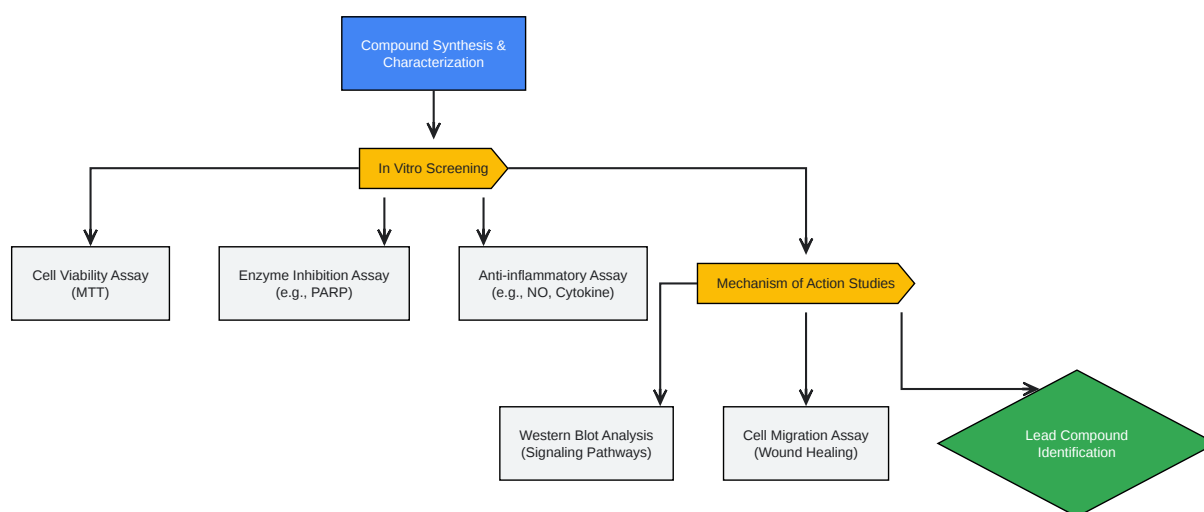 Compound Synthesis &
Characterization
In Vitro Screening
Cell Viability Assay
(MTT)
Enzyme Inhibition Assay
(e.g., PARP)
Anti-inflammatory Assay
(e.g., NO, Cytokine)
Mechanism of Action Studies
Western Blot Analysis
(Signaling Pathways)
Cell Migration Assay
(Wound Healing)
Lead Compound
Identification